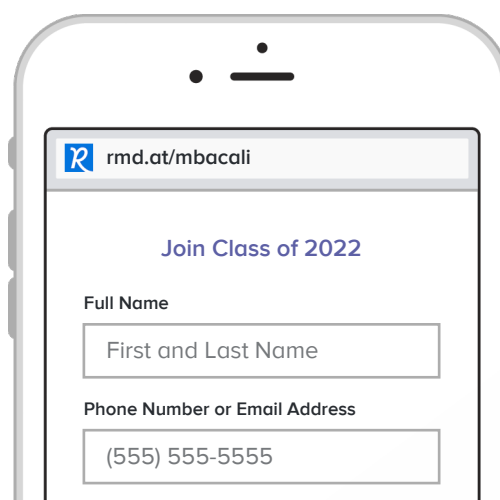 rmd.at/mbacali
Join Class of 2022
Full Name
First and Last Name
Phone Number or Email Address
(555) 555-5555